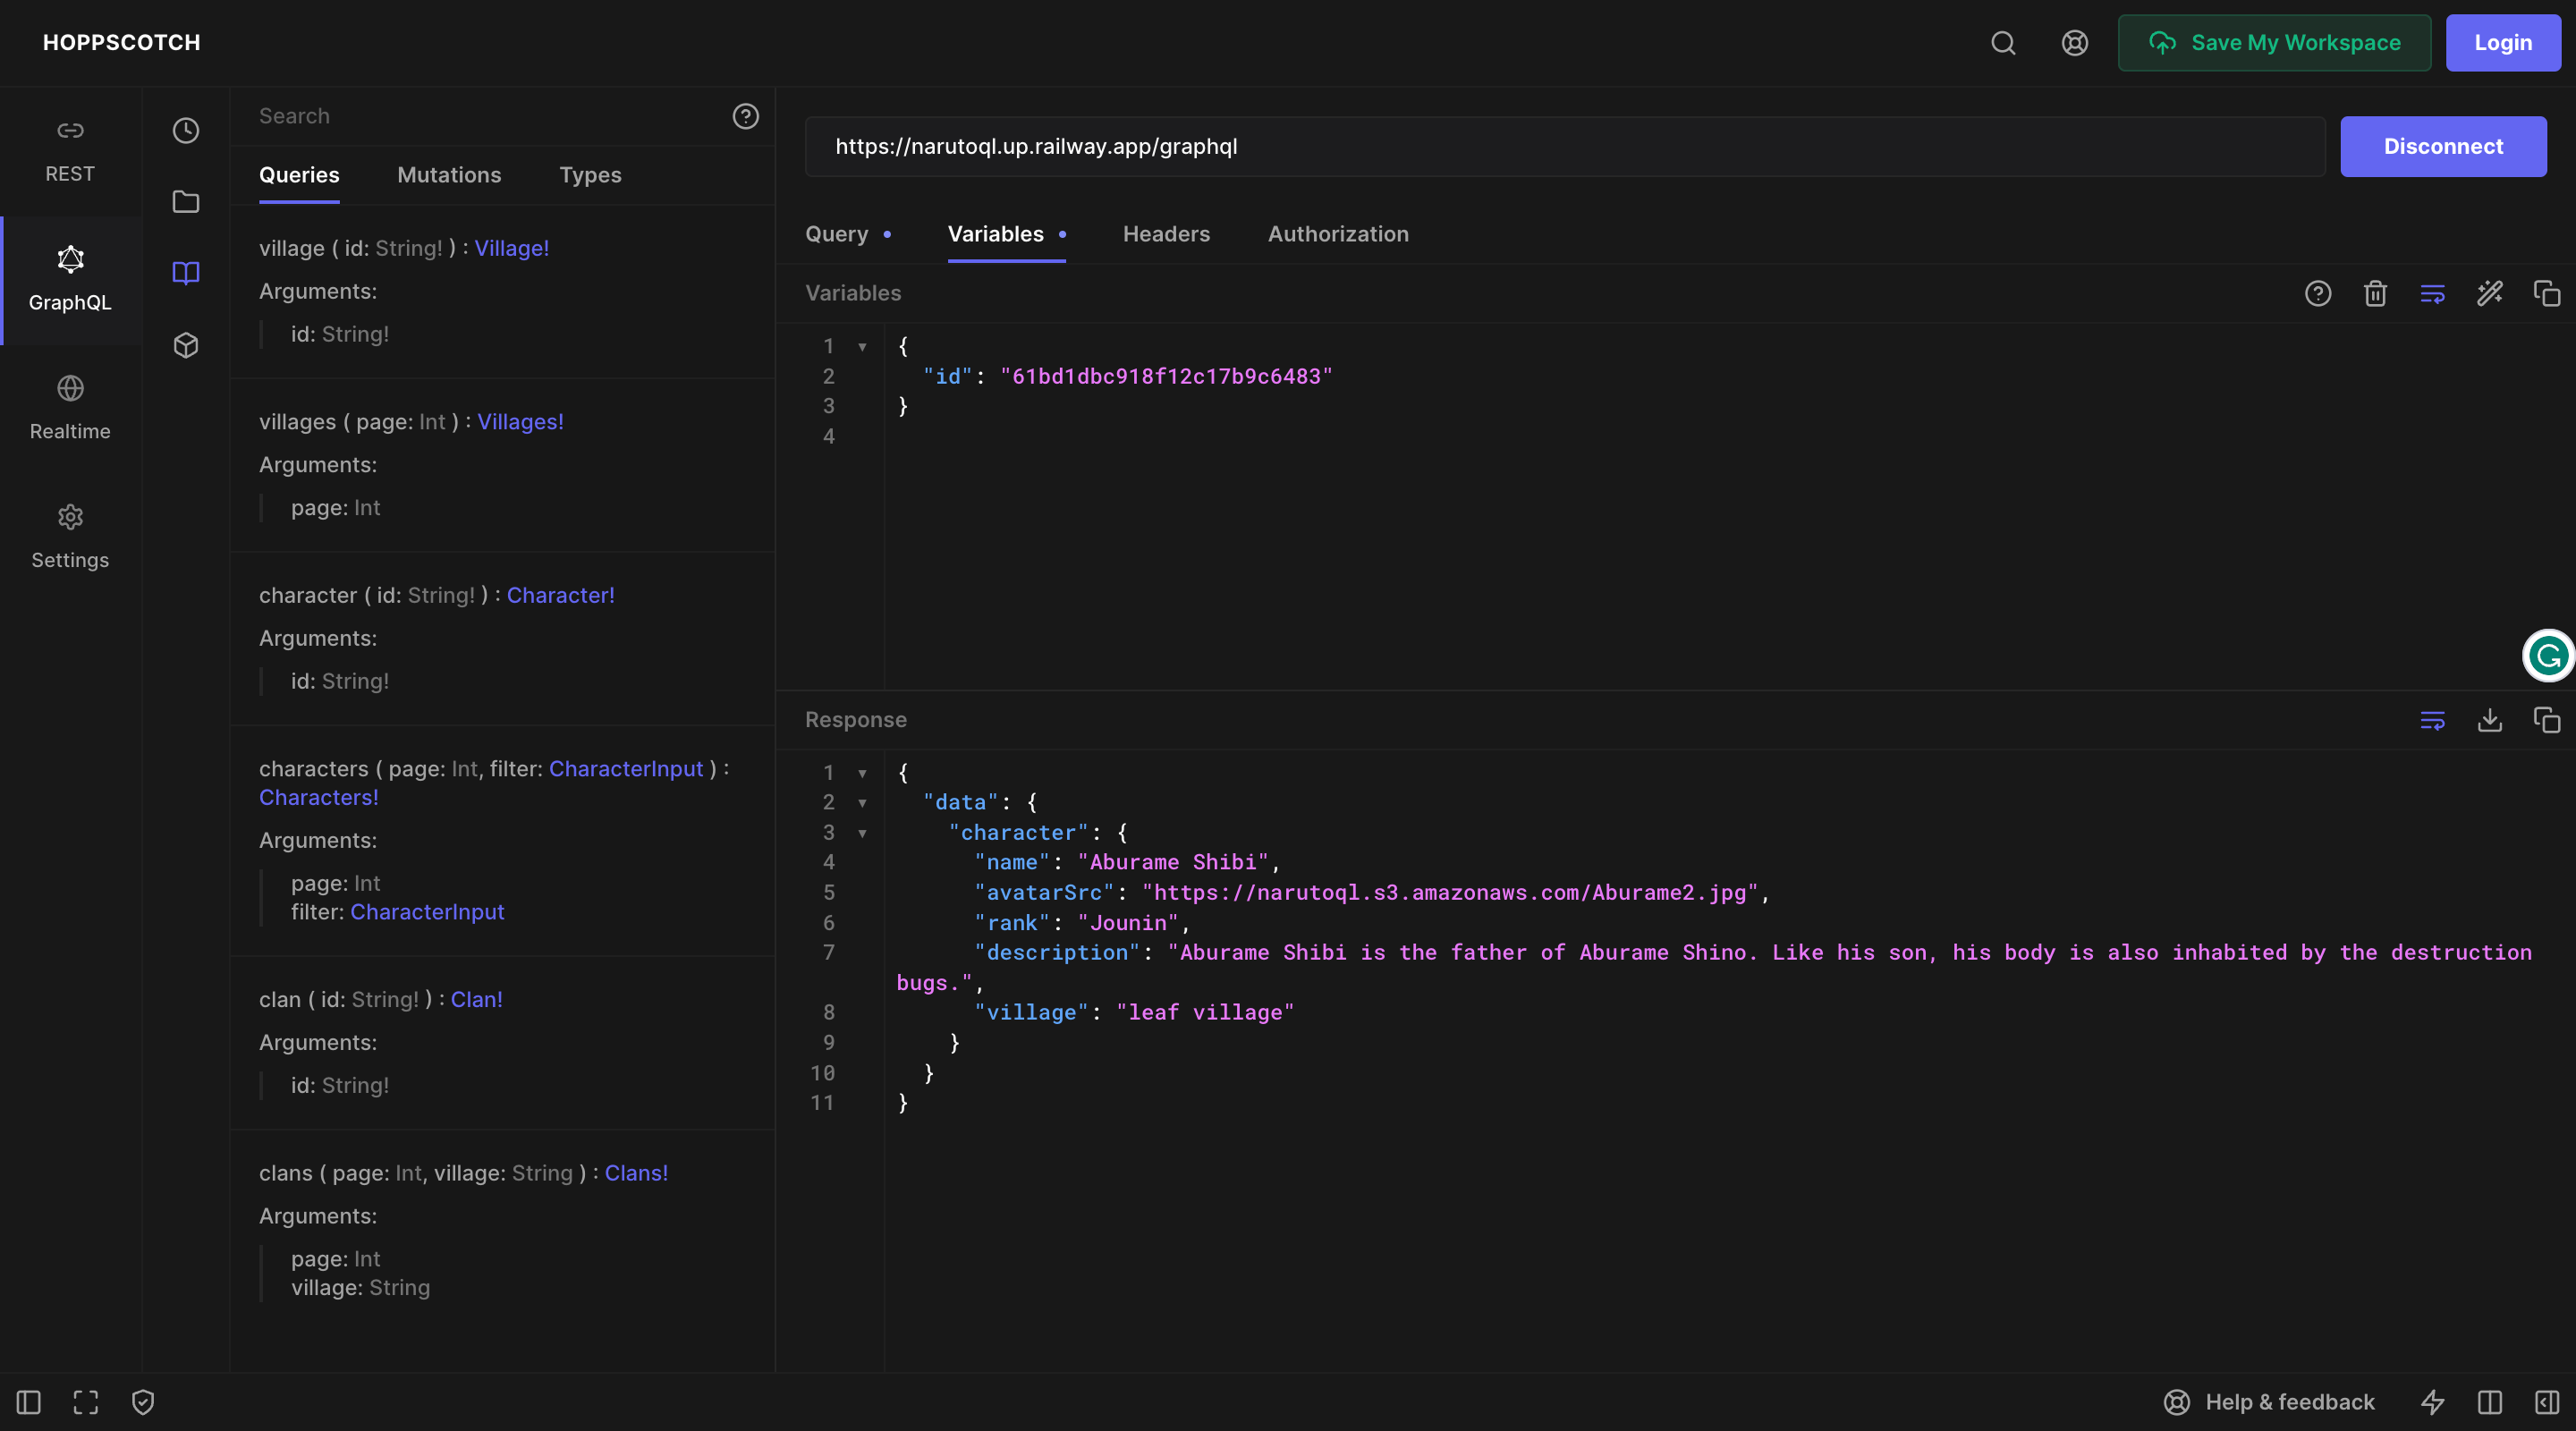 HOPPSCOTCH
Save My Workspace
Login
REST
GraphQL
Realtime
Settings
Search
Queries Mutations Types
village ( id: String! ) : Village!
Arguments:
id: String!
villages ( page: Int ) : Villages!
Arguments:
page: Int
character ( id: String! ) : Character!
Arguments:
id: String!
characters ( page: Int, filter: CharacterInput ) :
Characters!
Arguments:
page: Int
filter: CharacterInput
clan ( id: String! ) : Clan!
Arguments:
id: String!
clans ( page: Int, village: String ) : Clans!
Arguments:
page: Int
village: String
https://narutoql.up.railway.app/graphql
Disconnect
Query Variables Headers Authorization
Variables
1 {
2 "id": "61bd1dbc918f12c17b9c6483"
3 }
4
Response
1 {
2 "data": {
3 "character": {
4 "name": "Aburame Shibi",
5 "avatarSrc": "https://narutoql.s3.amazonaws.com/Aburame2.jpg",
6 "rank": "Jounin",
7 "description": "Aburame Shibi is the father of Aburame Shino. Like his son, his body is also inhabited by the destruction
bugs.",
8 "village": "leaf village"
9 }
10 }
11 }
Help & feedback